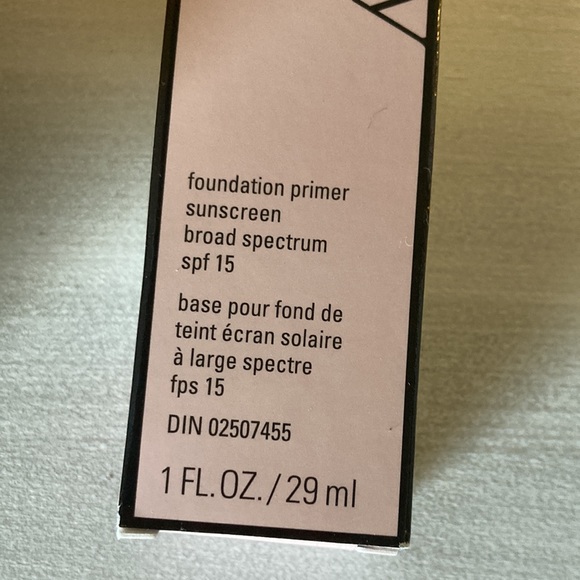 foundation primer
sunscreen
broad spectrum
spf 15
base pour fond de
teint écran solaire
à large spectre
fps 15
DIN 02507455
1 FL. OZ. / 29 ml